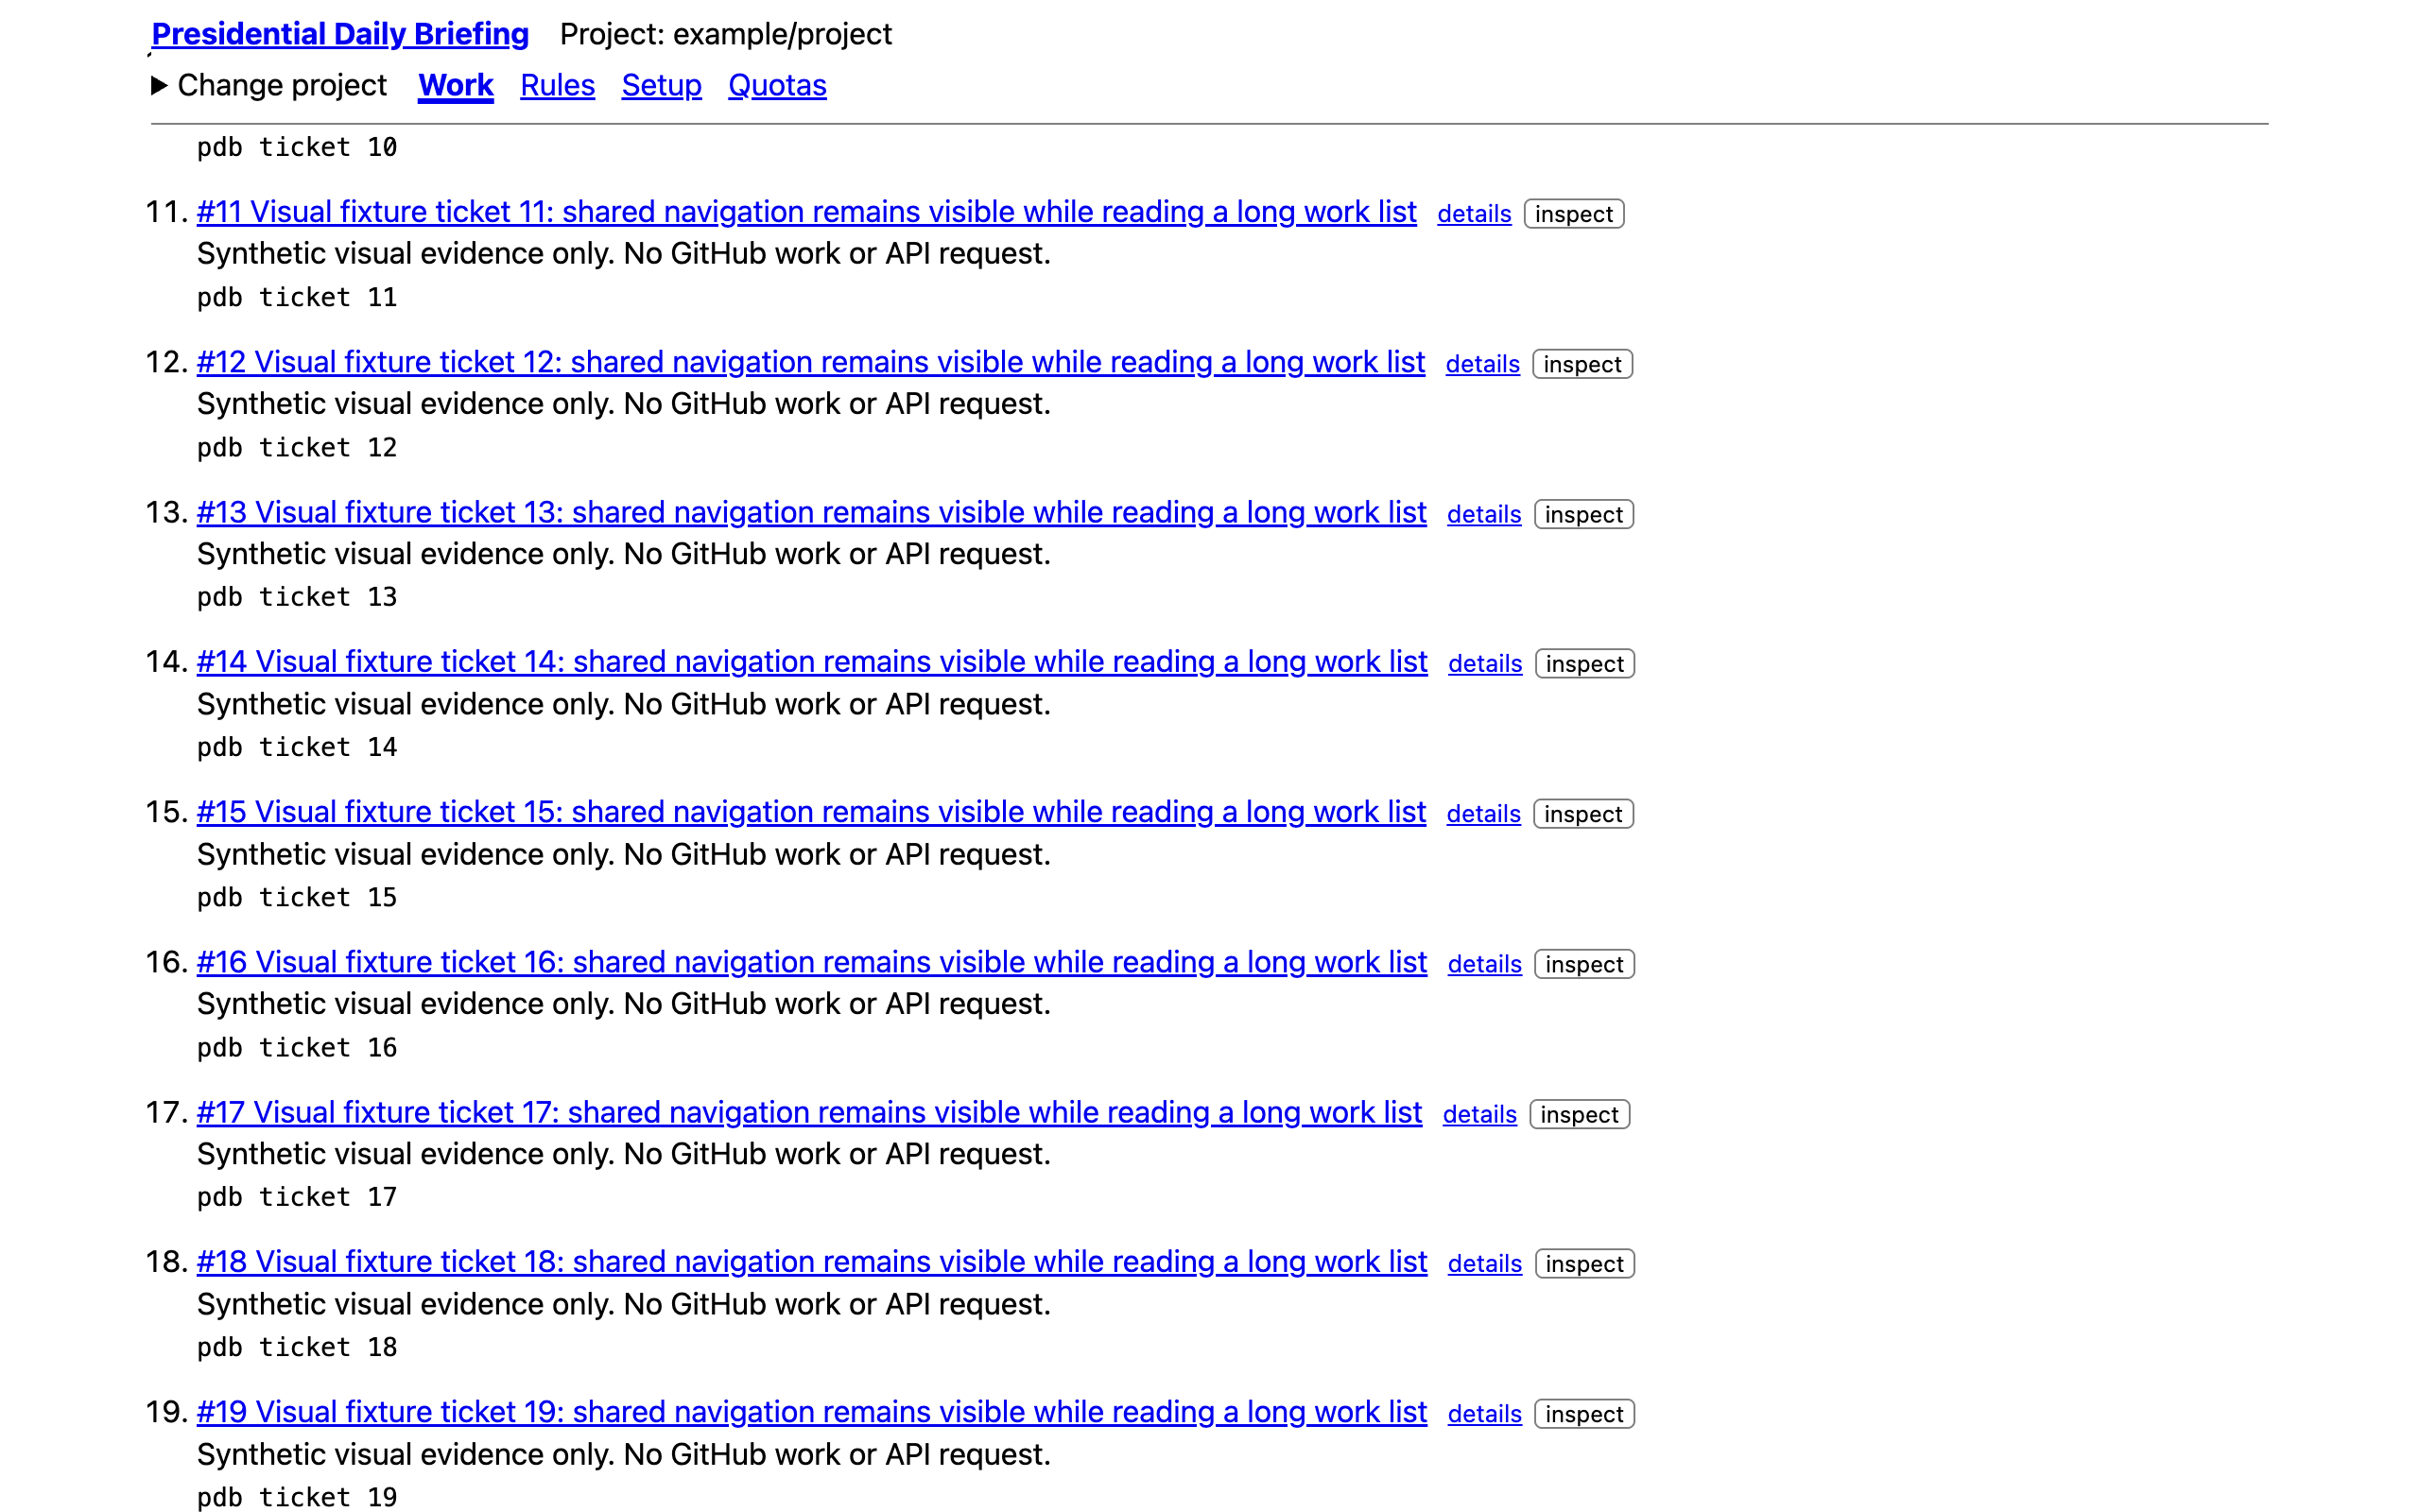 Presidential Daily Briefing Project: example/project
▶ Change project Work Rules Setup Quotas
pdb ticket 10
11. #11 Visual fixture ticket 11: shared navigation remains visible while reading a long work list details inspect
Synthetic visual evidence only. No GitHub work or API request.
pdb ticket 11
12. #12 Visual fixture ticket 12: shared navigation remains visible while reading a long work list details inspect
Synthetic visual evidence only. No GitHub work or API request.
pdb ticket 12
13. #13 Visual fixture ticket 13: shared navigation remains visible while reading a long work list details inspect
Synthetic visual evidence only. No GitHub work or API request.
pdb ticket 13
14. #14 Visual fixture ticket 14: shared navigation remains visible while reading a long work list details inspect
Synthetic visual evidence only. No GitHub work or API request.
pdb ticket 14
15. #15 Visual fixture ticket 15: shared navigation remains visible while reading a long work list details inspect
Synthetic visual evidence only. No GitHub work or API request.
pdb ticket 15
16. #16 Visual fixture ticket 16: shared navigation remains visible while reading a long work list details inspect
Synthetic visual evidence only. No GitHub work or API request.
pdb ticket 16
17. #17 Visual fixture ticket 17: shared navigation remains visible while reading a long work list details inspect
Synthetic visual evidence only. No GitHub work or API request.
pdb ticket 17
18. #18 Visual fixture ticket 18: shared navigation remains visible while reading a long work list details inspect
Synthetic visual evidence only. No GitHub work or API request.
pdb ticket 18
19. #19 Visual fixture ticket 19: shared navigation remains visible while reading a long work list details inspect
Synthetic visual evidence only. No GitHub work or API request.
pdb ticket 19